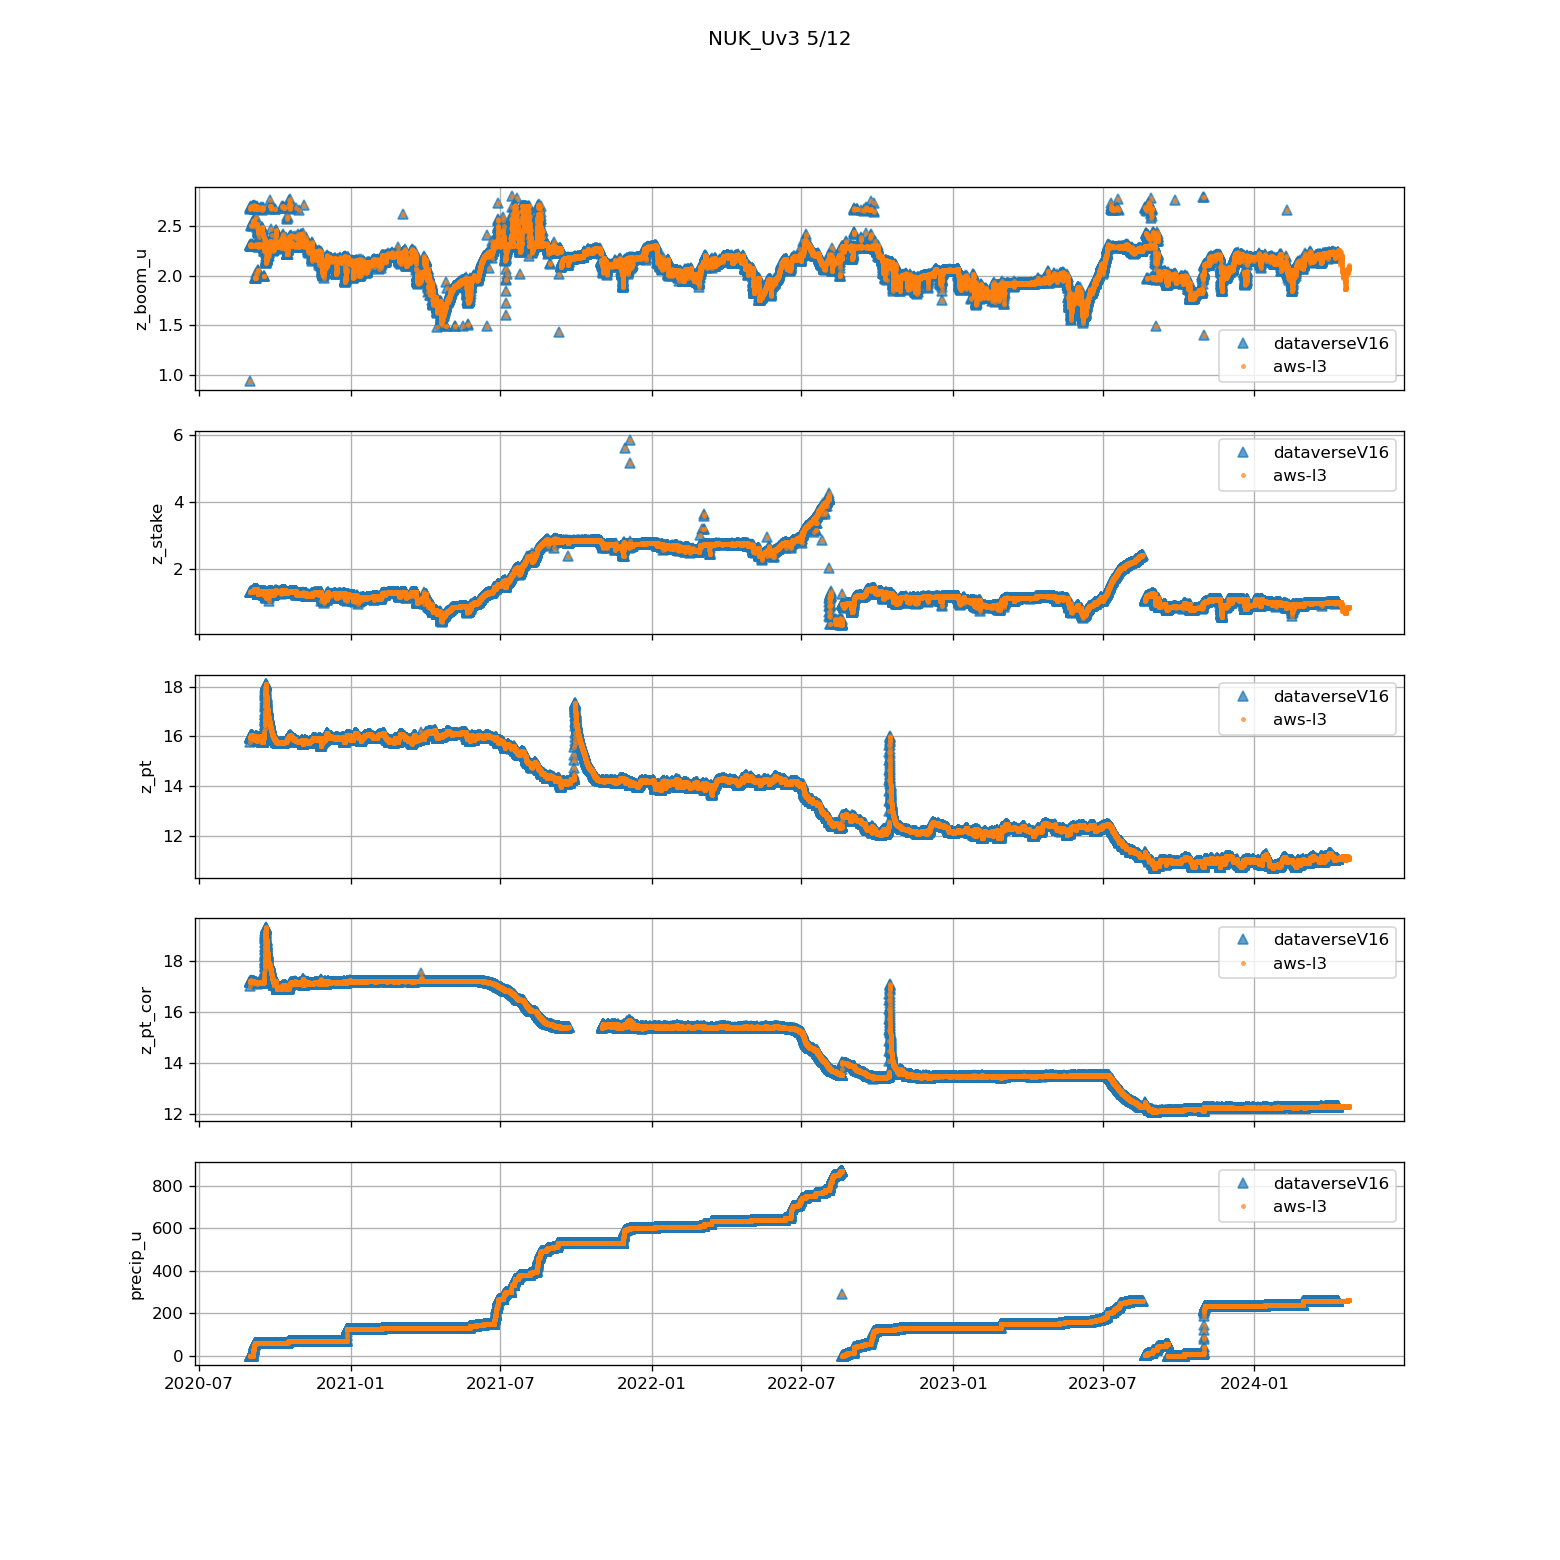 NUK_Uv3 5/12
z_boom_u
2.5
2.0
1.5
1.0
dataverseV16
aws-l3
z_stake
6
4
2
dataverseV16
aws-l3
z_pt
18
16
14
12
dataverseV16
aws-l3
z_pt_cor
18
16
14
12
dataverseV16
aws-l3
precip_u
800
600
400
200
0
dataverseV16
aws-l3
2020-07 2021-01 2021-07 2022-01 2022-07 2023-01 2023-07 2024-01